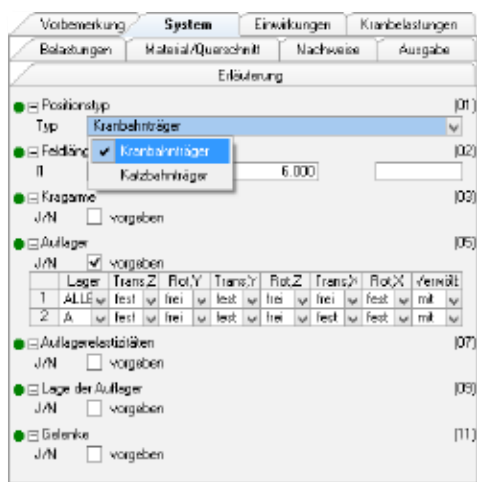 Vorbemerkung System Einwirkungen Kranbelastungen
Belastungen Material/Querschnitt Nachweise Ausgabe
Erläuterung
Positionstyp [01]
Typ Kranbahnträger
Feldläng [02]
Kranbahnträger
Katzbahnträger
l1 6.000
Kragarme [03]
J/N vorgeben
Auflager [05]
J/N vorgeben
Lager Trans,Z Rot,Y Trans,Y Rot,Z Trans,X Rot,X Verwölb
1 ALLE fest frei fest frei frei fest mit
2 A fest frei fest frei fest fest mit
Auflagerelastizitäten [07]
J/N vorgeben
Lage der Auflager [09]
J/N vorgeben
Gelenke [11]
J/N vorgeben